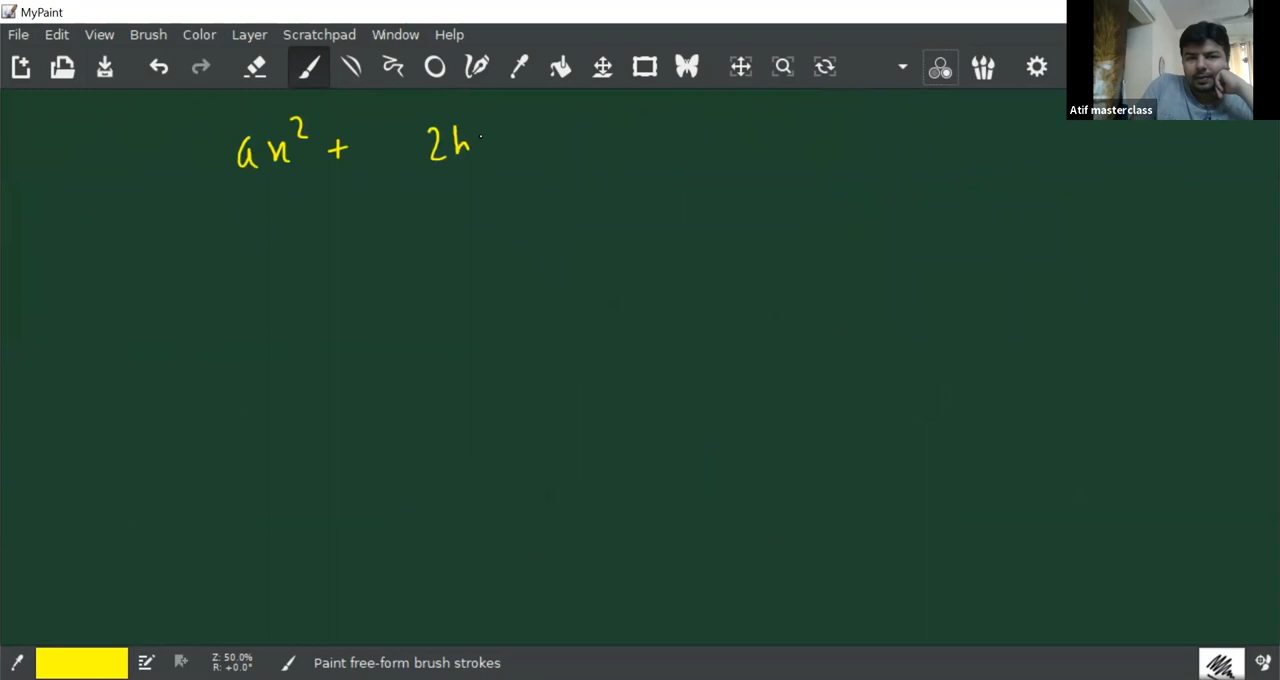 MyPaint
File Edit View Brush Color Layer Scratchpad Window Help
Atif masterclass
ax² + 2h
Z: 50.0%
R: +0.0°
Paint free-form brush strokes